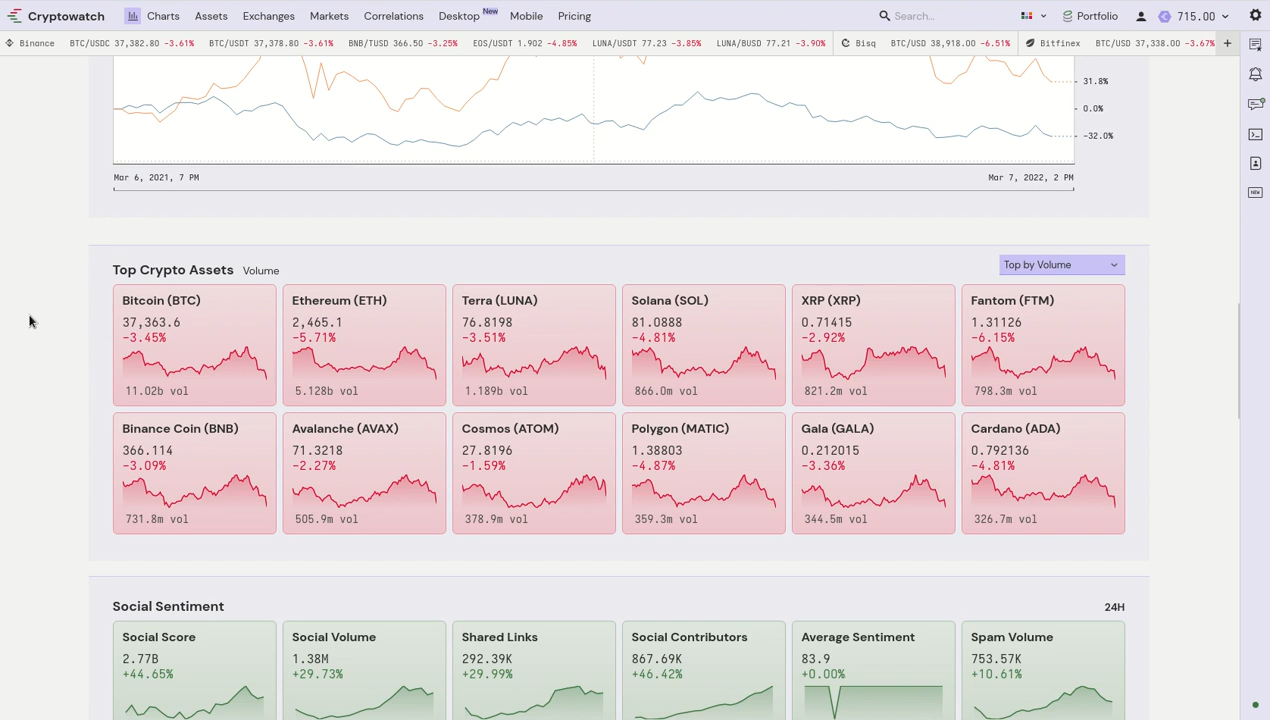 Cryptowatch Charts Assets Exchanges Markets Correlations Desktop New Mobile Pricing Search... Portfolio 715.00
Binance BTC/USDC 37,382.80 -3.61% BTC/USDT 37,378.80 -3.61% BNB/TUSD 366.50 -3.25% EOS/USDT 1.902 -4.85% LUNA/USDT 77.23 -3.85% LUNA/BUSD 77.21 -3.90% Bisq BTC/USD 38,918.00 -6.51% Bitfinex BTC/USD 37,338.00 -3.67% +
31.8%
0.0%
-32.0%
Mar 6, 2021, 7 PM Mar 7, 2022, 2 PM
Top Crypto Assets Volume Top by Volume
Bitcoin (BTC) Ethereum (ETH) Terra (LUNA) Solana (SOL) XRP (XRP) Fantom (FTM)
37,363.6 2,465.1 76.8198 81.0888 0.71415 1.31126
-3.45% -5.71% -3.51% -4.81% -2.92% -6.15%
11.02b vol 5.128b vol 1.189b vol 866.0m vol 821.2m vol 798.3m vol
Binance Coin (BNB) Avalanche (AVAX) Cosmos (ATOM) Polygon (MATIC) Gala (GALA) Cardano (ADA)
366.114 71.3218 27.8196 1.38803 0.212015 0.792136
-3.09% -2.27% -1.59% -4.87% -3.36% -4.81%
731.8m vol 505.9m vol 378.9m vol 359.3m vol 344.5m vol 326.7m vol
Social Sentiment 24H
Social Score Social Volume Shared Links Social Contributors Average Sentiment Spam Volume
2.77B 1.38M 292.39K 867.69K 83.9 753.57K
+44.65% +29.73% +29.99% +46.42% +0.00% +10.61%